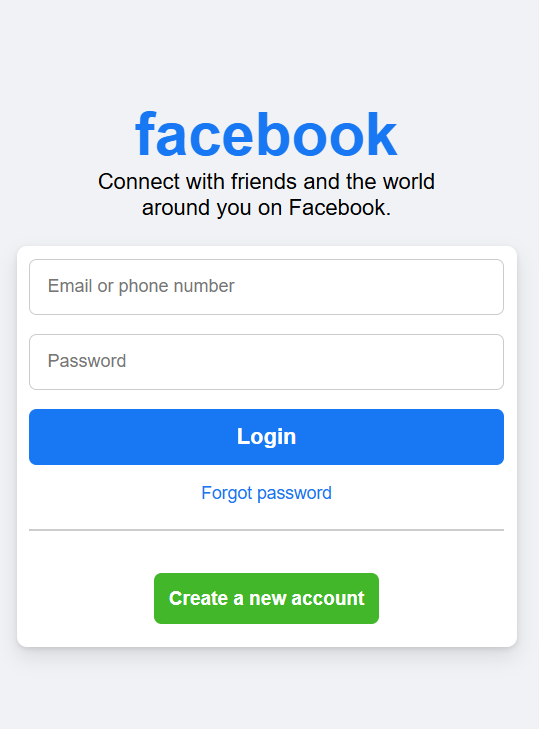 facebook
Connect with friends and the world
around you on Facebook.
Email or phone number
Password
Login
Forgot password
Create a new account